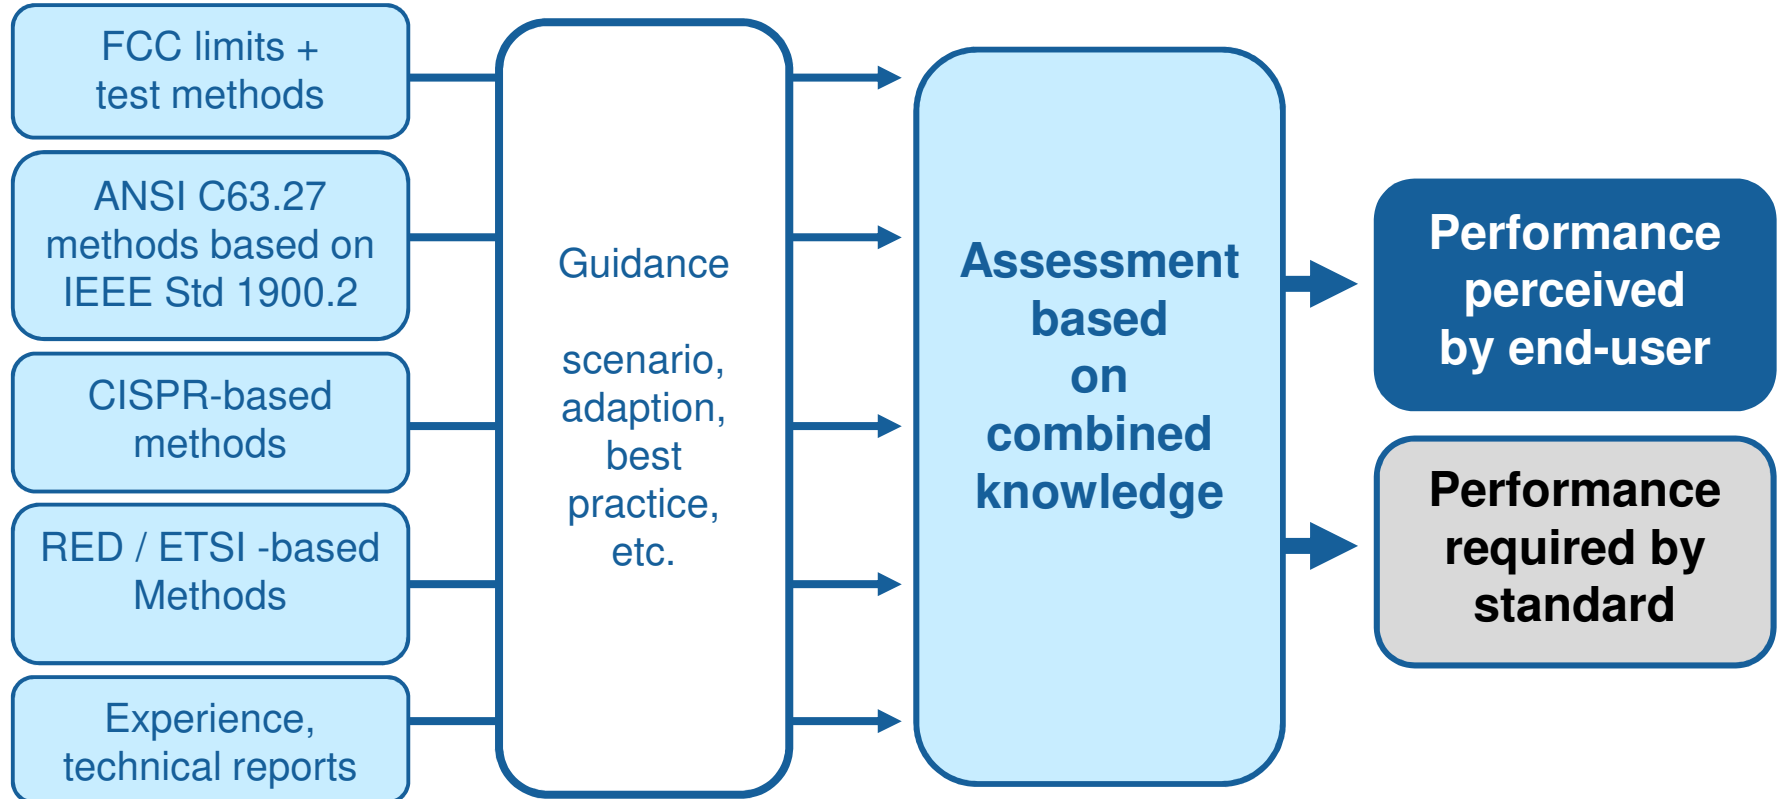 FCC limits +
test methods
ANSI C63.27
methods based on
IEEE Std 1900.2
CISPR-based
methods
RED / ETSI -based
Methods
Experience,
technical reports
Guidance
scenario,
adaption,
best
practice,
etc.
Assessment
based
on
combined
knowledge
Performance
perceived
by end-user
Performance
required by
standard